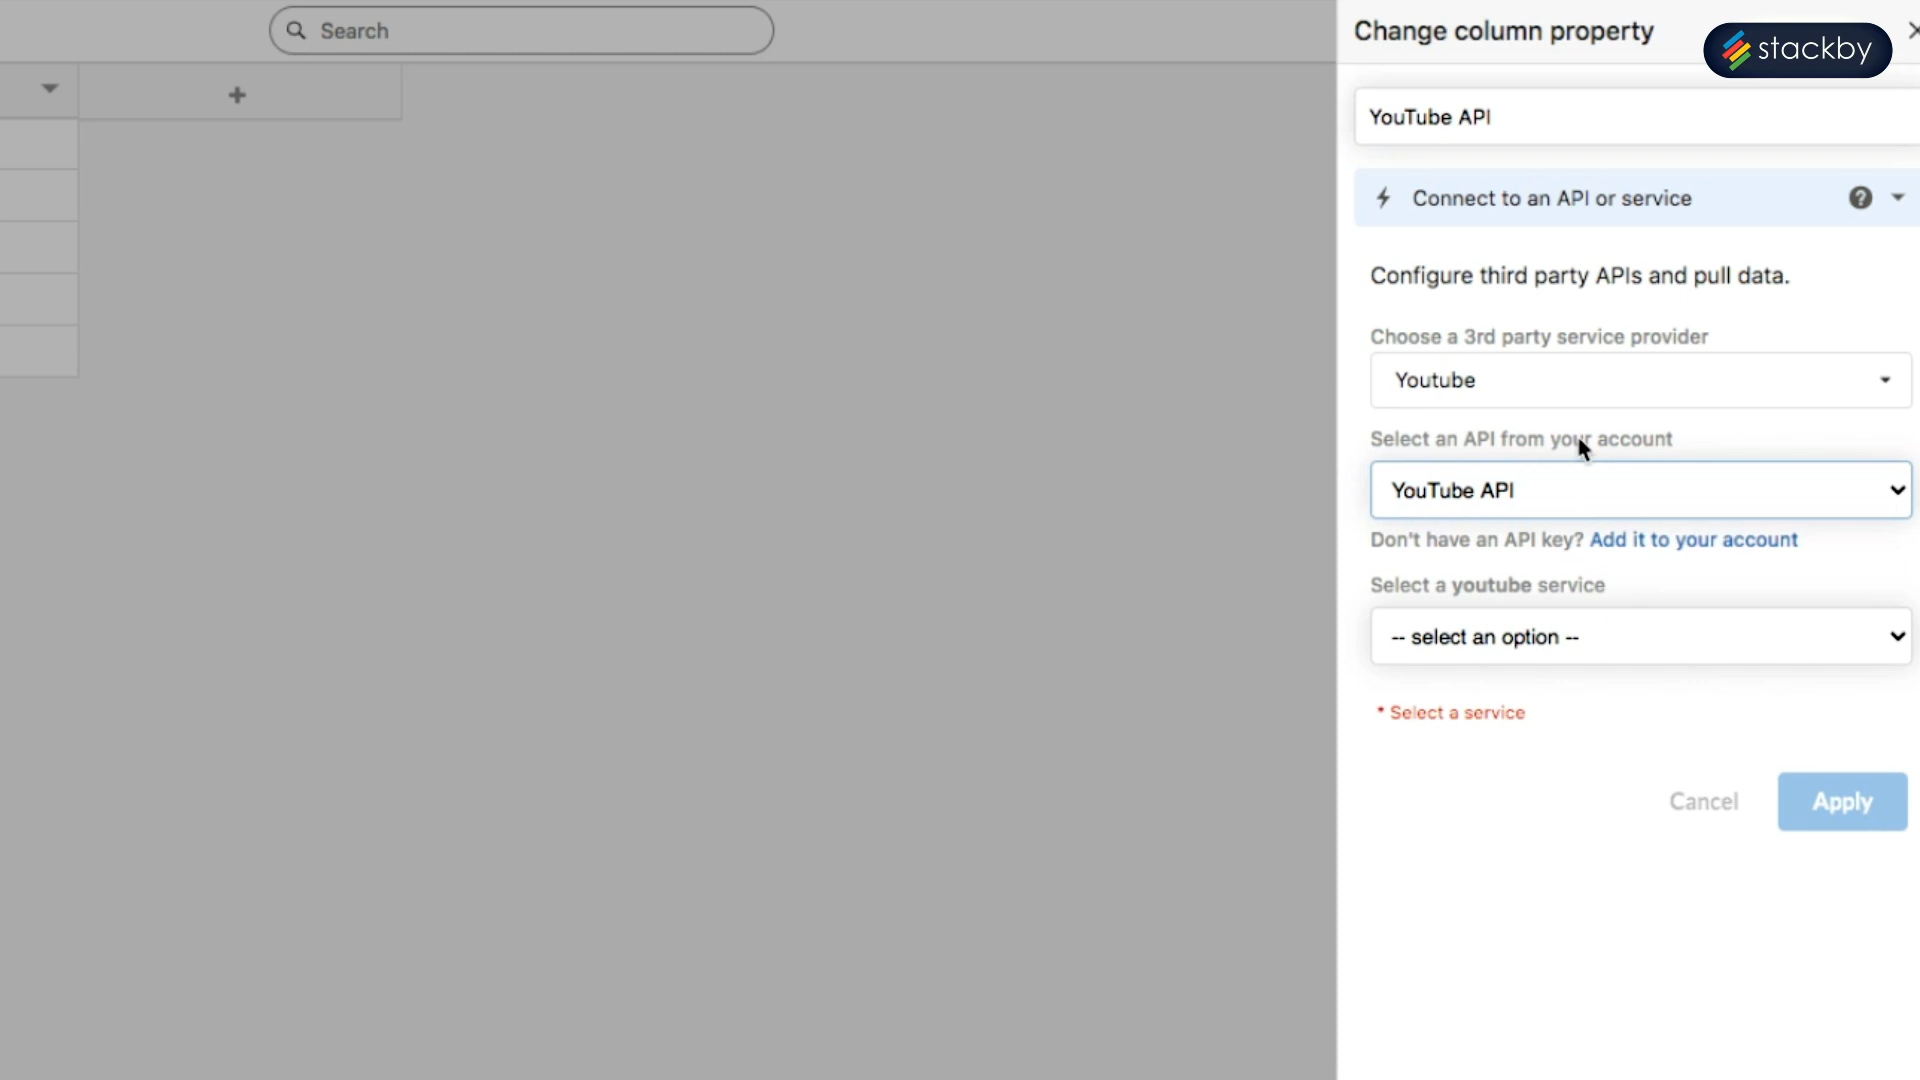 Search
Change column property
stackby
YouTube API
Connect to an API or service
Configure third party APIs and pull data.
Choose a 3rd party service provider
Youtube
Select an API from your account
YouTube API
Don't have an API key? Add it to your account
Select a youtube service
-- select an option --
* Select a service
Cancel
Apply